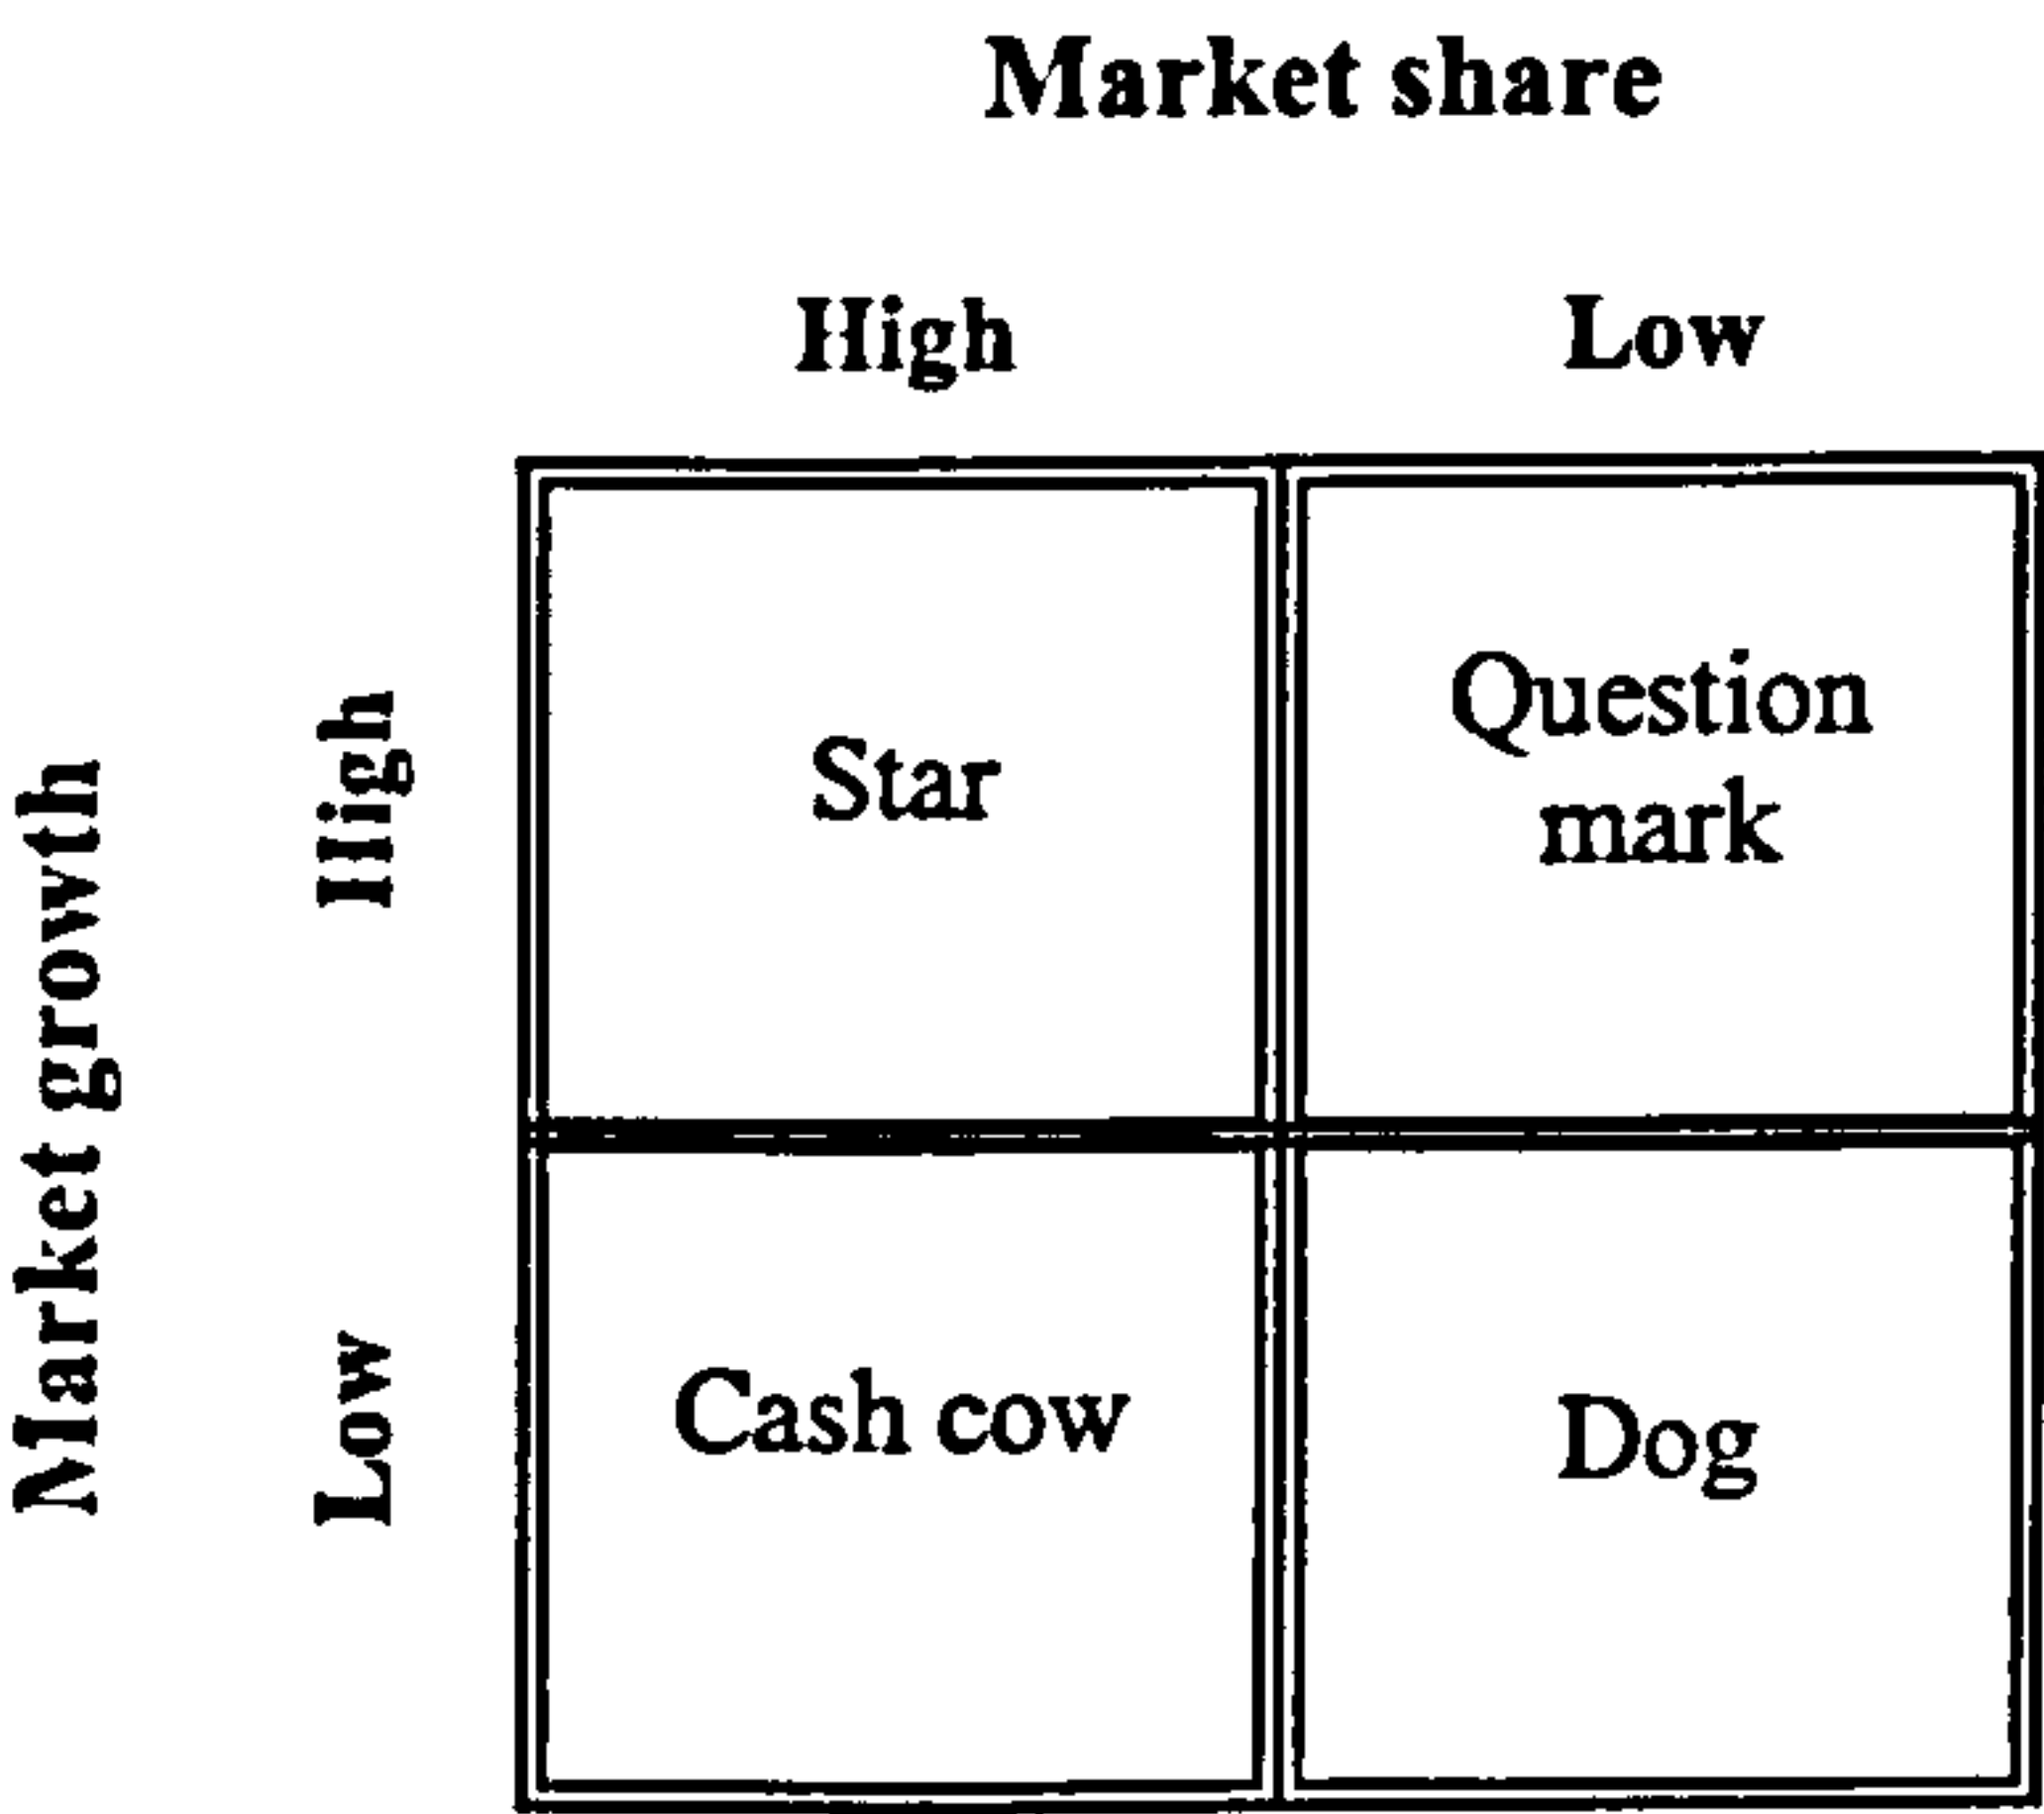 Market share
High Low
Market growth
High
Star
Question
mark
Low
Cash cow
Dog